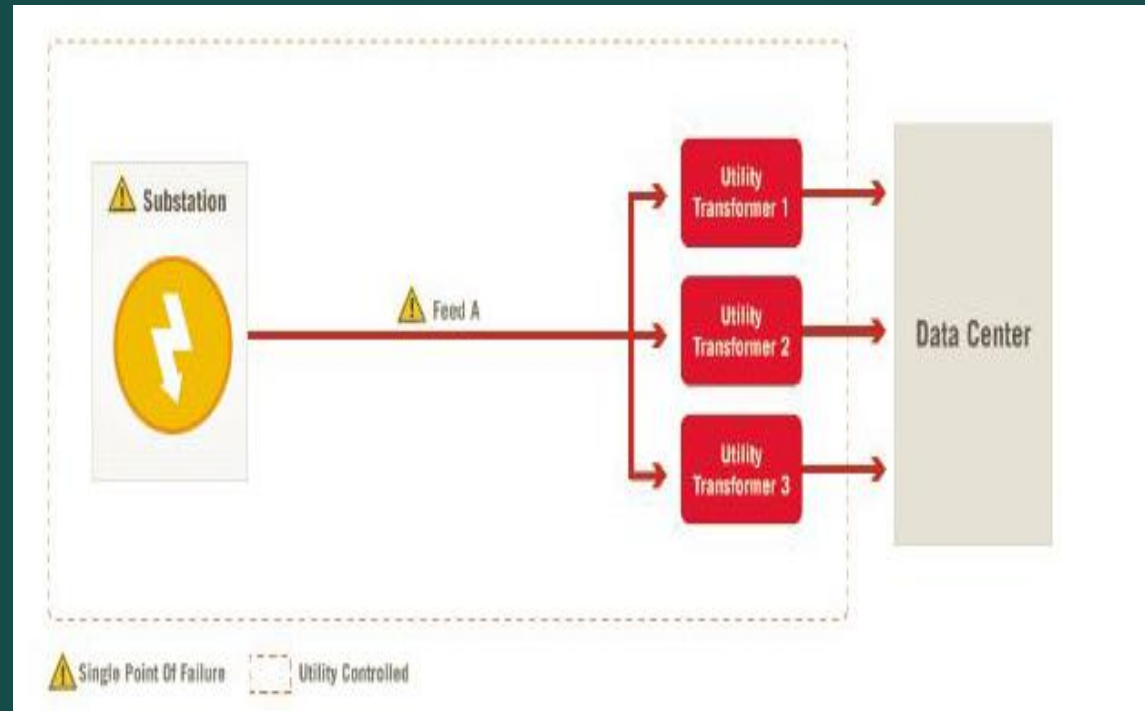 Substation
Feed A
Utility
Transformer 1
Utility
Transformer 2
Utility
Transformer 3
Data Center
Single Point Of Failure
Utility Controlled